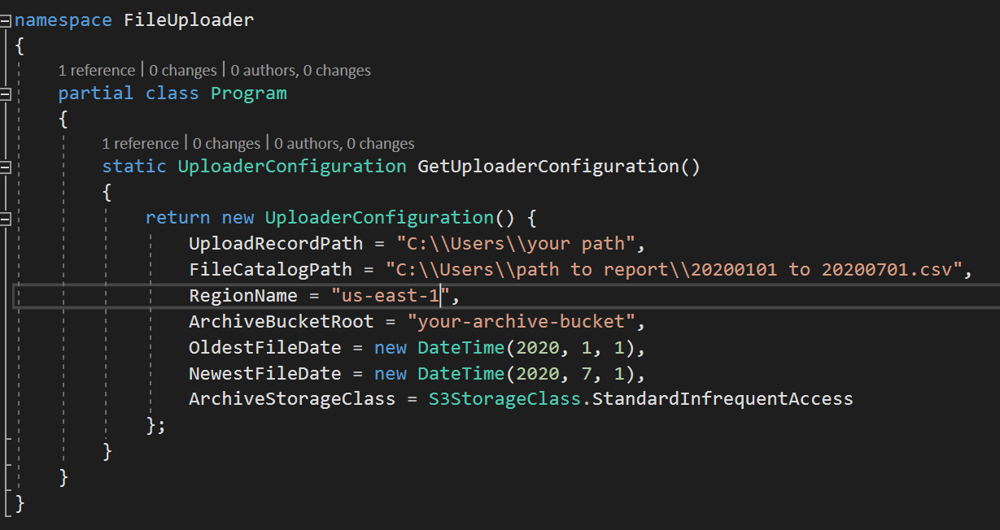 namespace FileUploader
{
1 reference | 0 changes | 0 authors, 0 changes
partial class Program
{
1 reference | 0 changes | 0 authors, 0 changes
static UploaderConfiguration GetUploaderConfiguration()
{
return new UploaderConfiguration() {
UploadRecordPath = "C:\\Users\\your path",
FileCatalogPath = "C:\\Users\\path to report\\20200101 to 20200701.csv",
RegionName = "us-east-1",
ArchiveBucketRoot = "your-archive-bucket",
OldestFileDate = new DateTime(2020, 1, 1),
NewestFileDate = new DateTime(2020, 7, 1),
ArchiveStorageClass = S3StorageClass.StandardInfrequentAccess
};
}
}
}